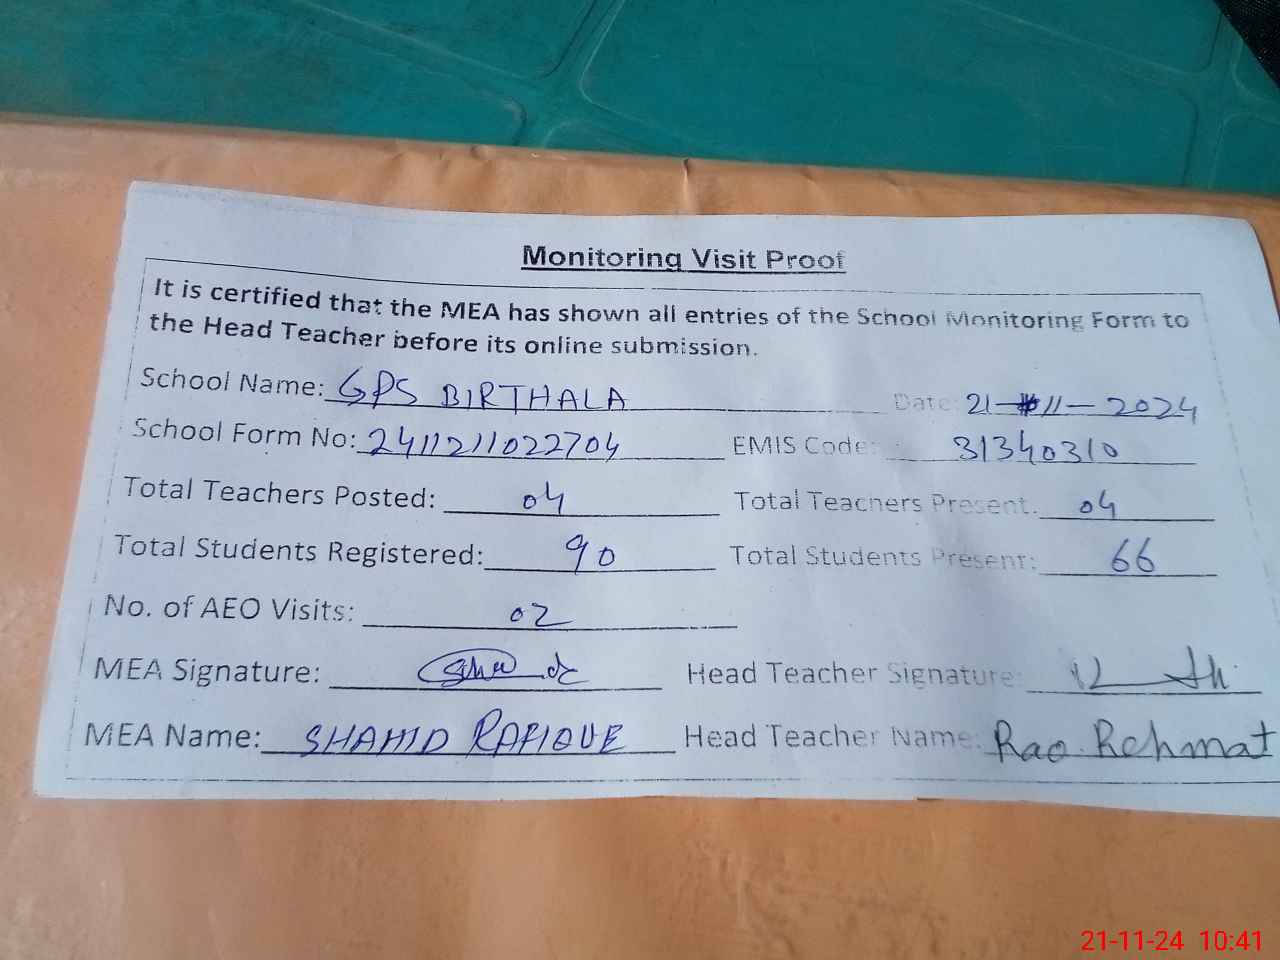 Monitoring Visit Proof
It is certified that the MEA has shown all entries of the School Monitoring Form to
the Head Teacher before its online submission.
School Name: GPS BIRTHALA Date: 21-11-2024
School Form No: 2411211022704 EMIS Code: 31340310
Total Teachers Posted: 04 Total Teachers Present: 04
Total Students Registered: 90 Total Students Present: 66
No. of AEO Visits: 02
MEA Signature: Head Teacher Signature:
MEA Name: SHAHID RAFIQUE Head Teacher Name: Rao Rehmat
21-11-24 10:41